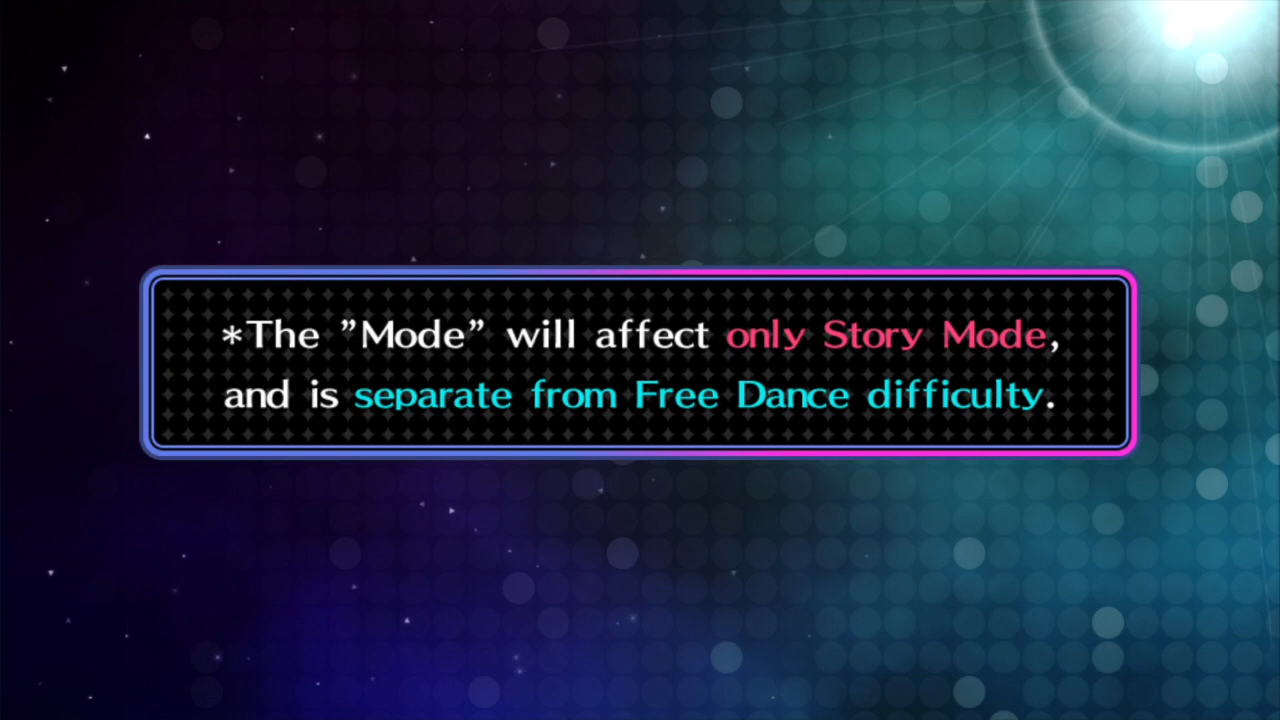 *The ”Mode” will affect only Story Mode,
and is separate from Free Dance difficulty.